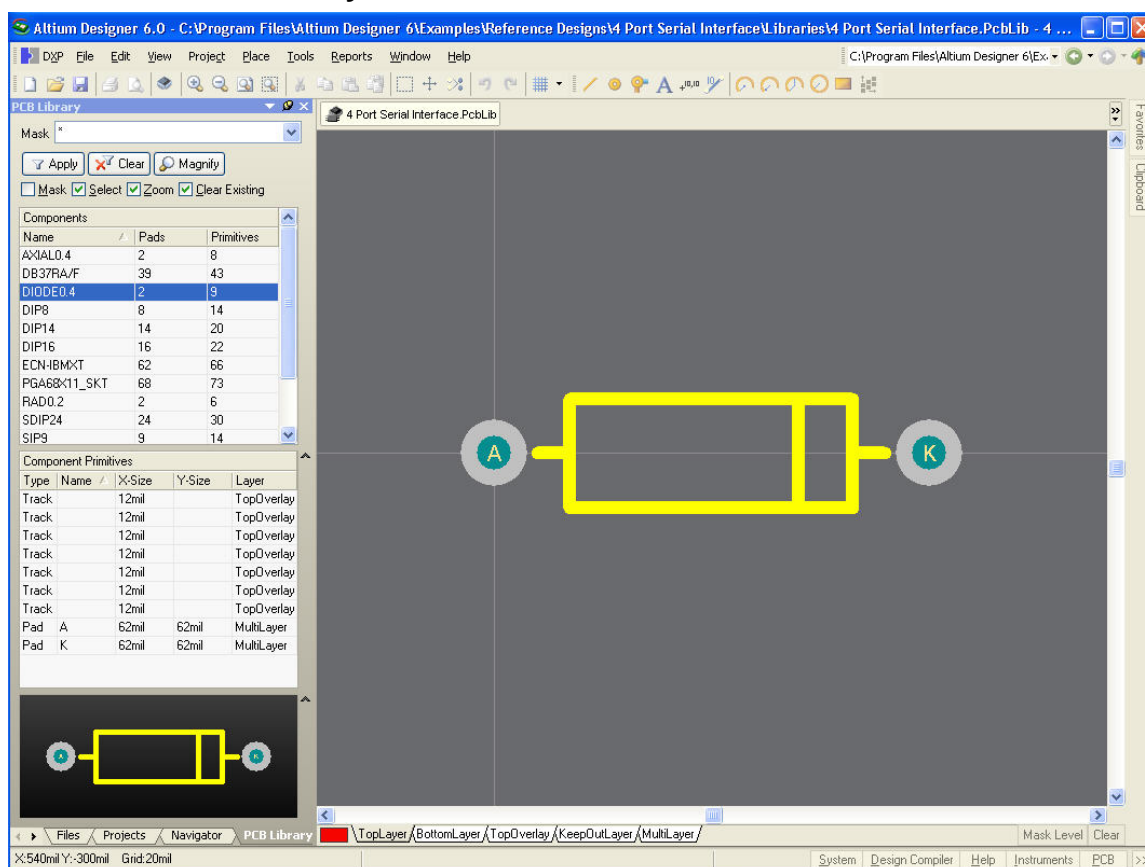 Altium Designer 6.0 - C:\Program Files\Altium Designer 6\Examples\Reference Designs\4 Port Serial Interface\Libraries\4 Port Serial Interface.PcbLib - 4 ...
DXP File Edit View Project Place Tools Reports Window Help C:\Program Files\Altium Designer 6\Ex
PCB Library
4 Port Serial Interface.PcbLib
Mask *
Apply Clear Magnify
Mask Select Zoom Clear Existing
Components
Name Pads Primitives
AXIAL0.4 2 8
DB37RA/F 39 43
DIODE0.4 2 9
DIP8 8 14
DIP14 14 20
DIP16 16 22
ECN-IBMXT 62 66
PGA68X11_SKT 68 73
RAD0.2 2 6
SDIP24 24 30
SIP9 9 14
Component Primitives
Type Name X-Size Y-Size Layer
Track 12mil TopOverlay
Track 12mil TopOverlay
Track 12mil TopOverlay
Track 12mil TopOverlay
Track 12mil TopOverlay
Track 12mil TopOverlay
Track 12mil TopOverlay
Pad A 62mil 62mil MultiLayer
Pad K 62mil 62mil MultiLayer
A K
A K
Favorites
Clipboard
Files Projects Navigator PCB Library
TopLayer BottomLayer TopOverlay KeepOutLayer MultiLayer
Mask Level Clear
X:540mil Y:-300mil Grid:20mil
System Design Compiler Help Instruments PCB >>